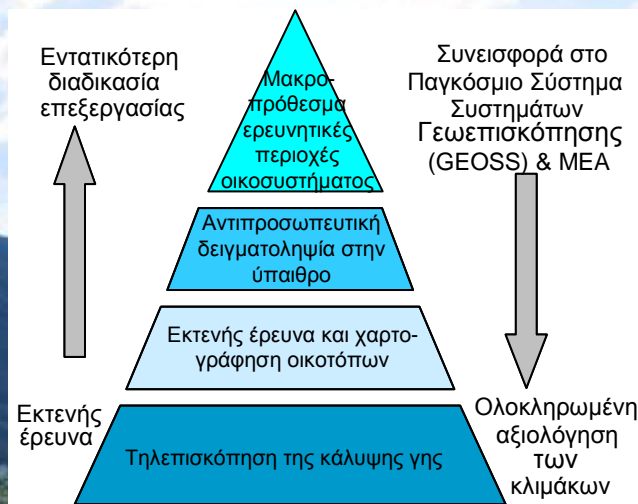 Εντατικότερη
διαδικασία
επεξεργασίας
Μακρο-
πρόθεσμα
ερευνητικές
περιοχές
οικοσυστήματος
Συνεισφορά στο
Παγκόσμιο Σύστημα
Συστημάτων
Γεωεπισκόπησης
(GEOSS) & MEA
Αντιπροσωπευτική
δειγματοληψία στην
ύπαιθρο
Εκτενής έρευνα και χαρτο-
γράφηση οικοτόπων
Εκτενής
έρευνα
Τηλεπισκόπηση της κάλυψης γης
Ολοκληρωμένη
αξιολόγηση
των
κλιμάκων